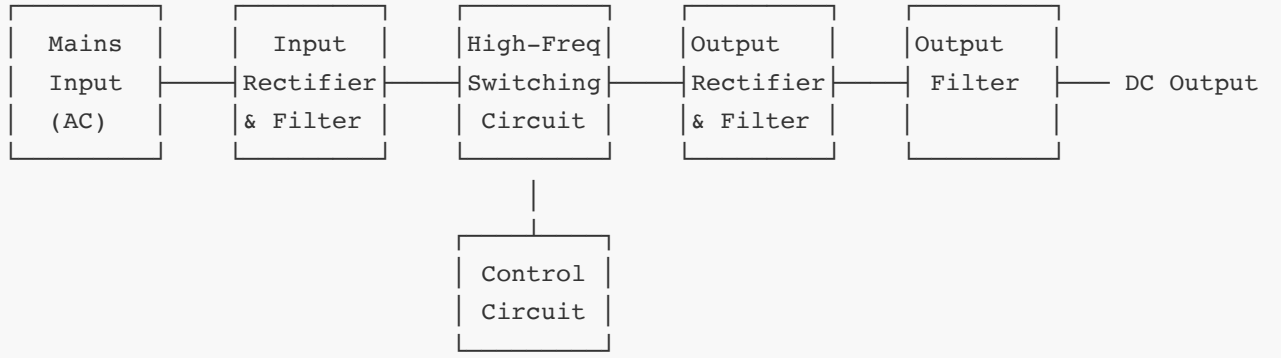 Mains Input High-Freq Output Output
Input Rectifier Switching Rectifier Filter DC Output
(AC) & Filter Circuit & Filter
Control
Circuit